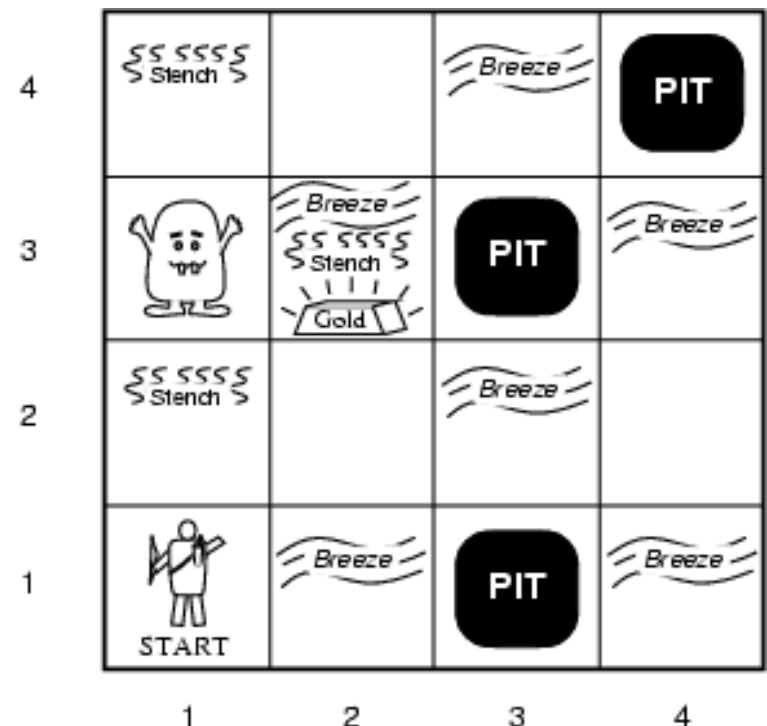 4
Stench
Breeze
PIT
3
Breeze
Stench
Gold
PIT
Breeze
2
Stench
Breeze
1
START
Breeze
PIT
Breeze
1 2 3 4